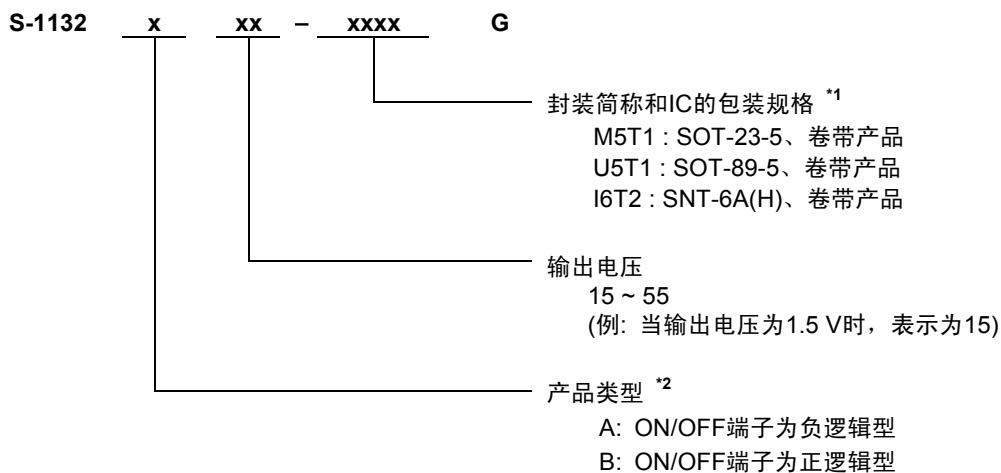 S-1132 x xx – xxxx G
封装简称和IC的包装规格 *1
M5T1 : SOT-23-5、卷带产品
U5T1 : SOT-89-5、卷带产品
I6T2 : SNT-6A(H)、卷带产品
输出电压
15 ~ 55
(例: 当输出电压为1.5 V时，表示为15)
产品类型 *2
A: ON/OFF端子为负逻辑型
B: ON/OFF端子为正逻辑型